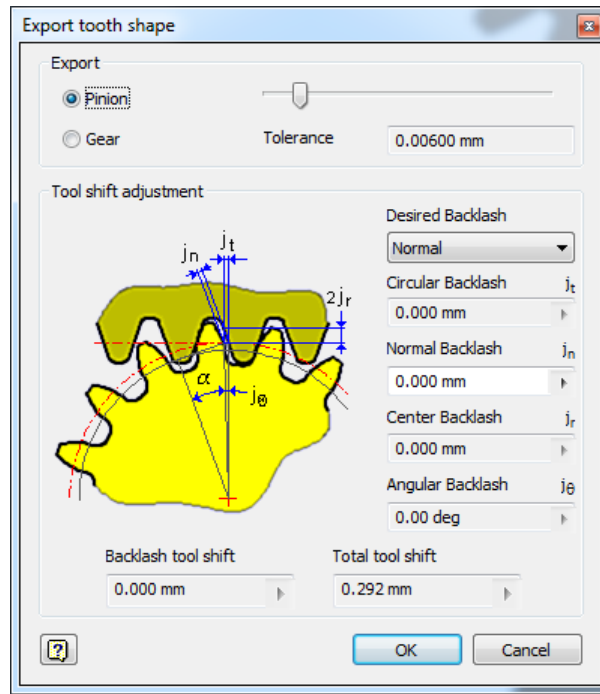 Export tooth shape
Export
Pinion
Gear
Tolerance
0.00600 mm
Tool shift adjustment
jn
jt
2jr
α
jθ
Desired Backlash
Normal
Circular Backlash jt
0.000 mm
Normal Backlash jn
0.000 mm
Center Backlash jr
0.000 mm
Angular Backlash jθ
0.00 deg
Backlash tool shift
0.000 mm
Total tool shift
0.292 mm
?
OK
Cancel